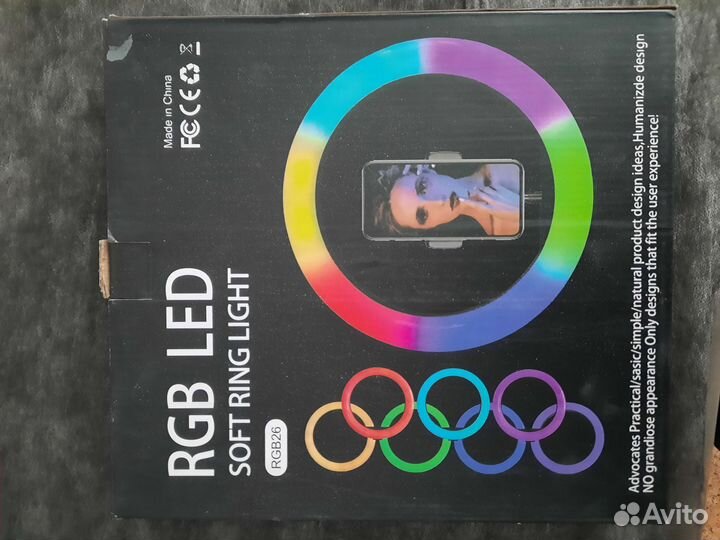 Made in China
FC CE
RGB LED
SOFT RING LIGHT
RGB26
Advocates Practical/sasic/simple/natural product design ideas,Humanizde design
NO grandiose appearance Only designs that fit the user experience!
Avito